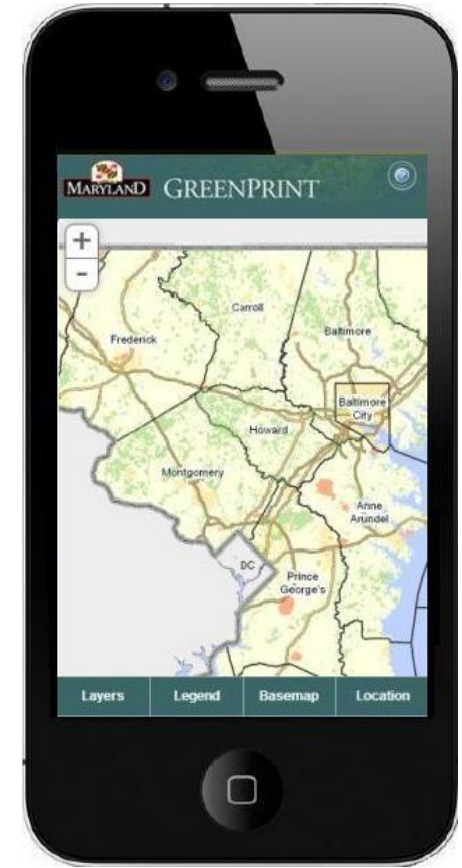 MARYLAND GREENPRINT
+
-
Carroll
Frederick
Baltimore
Baltimore
City
Howard
Montgomery
Anne
Arundel
DC
Prince
George's
Layers Legend Basemap Location